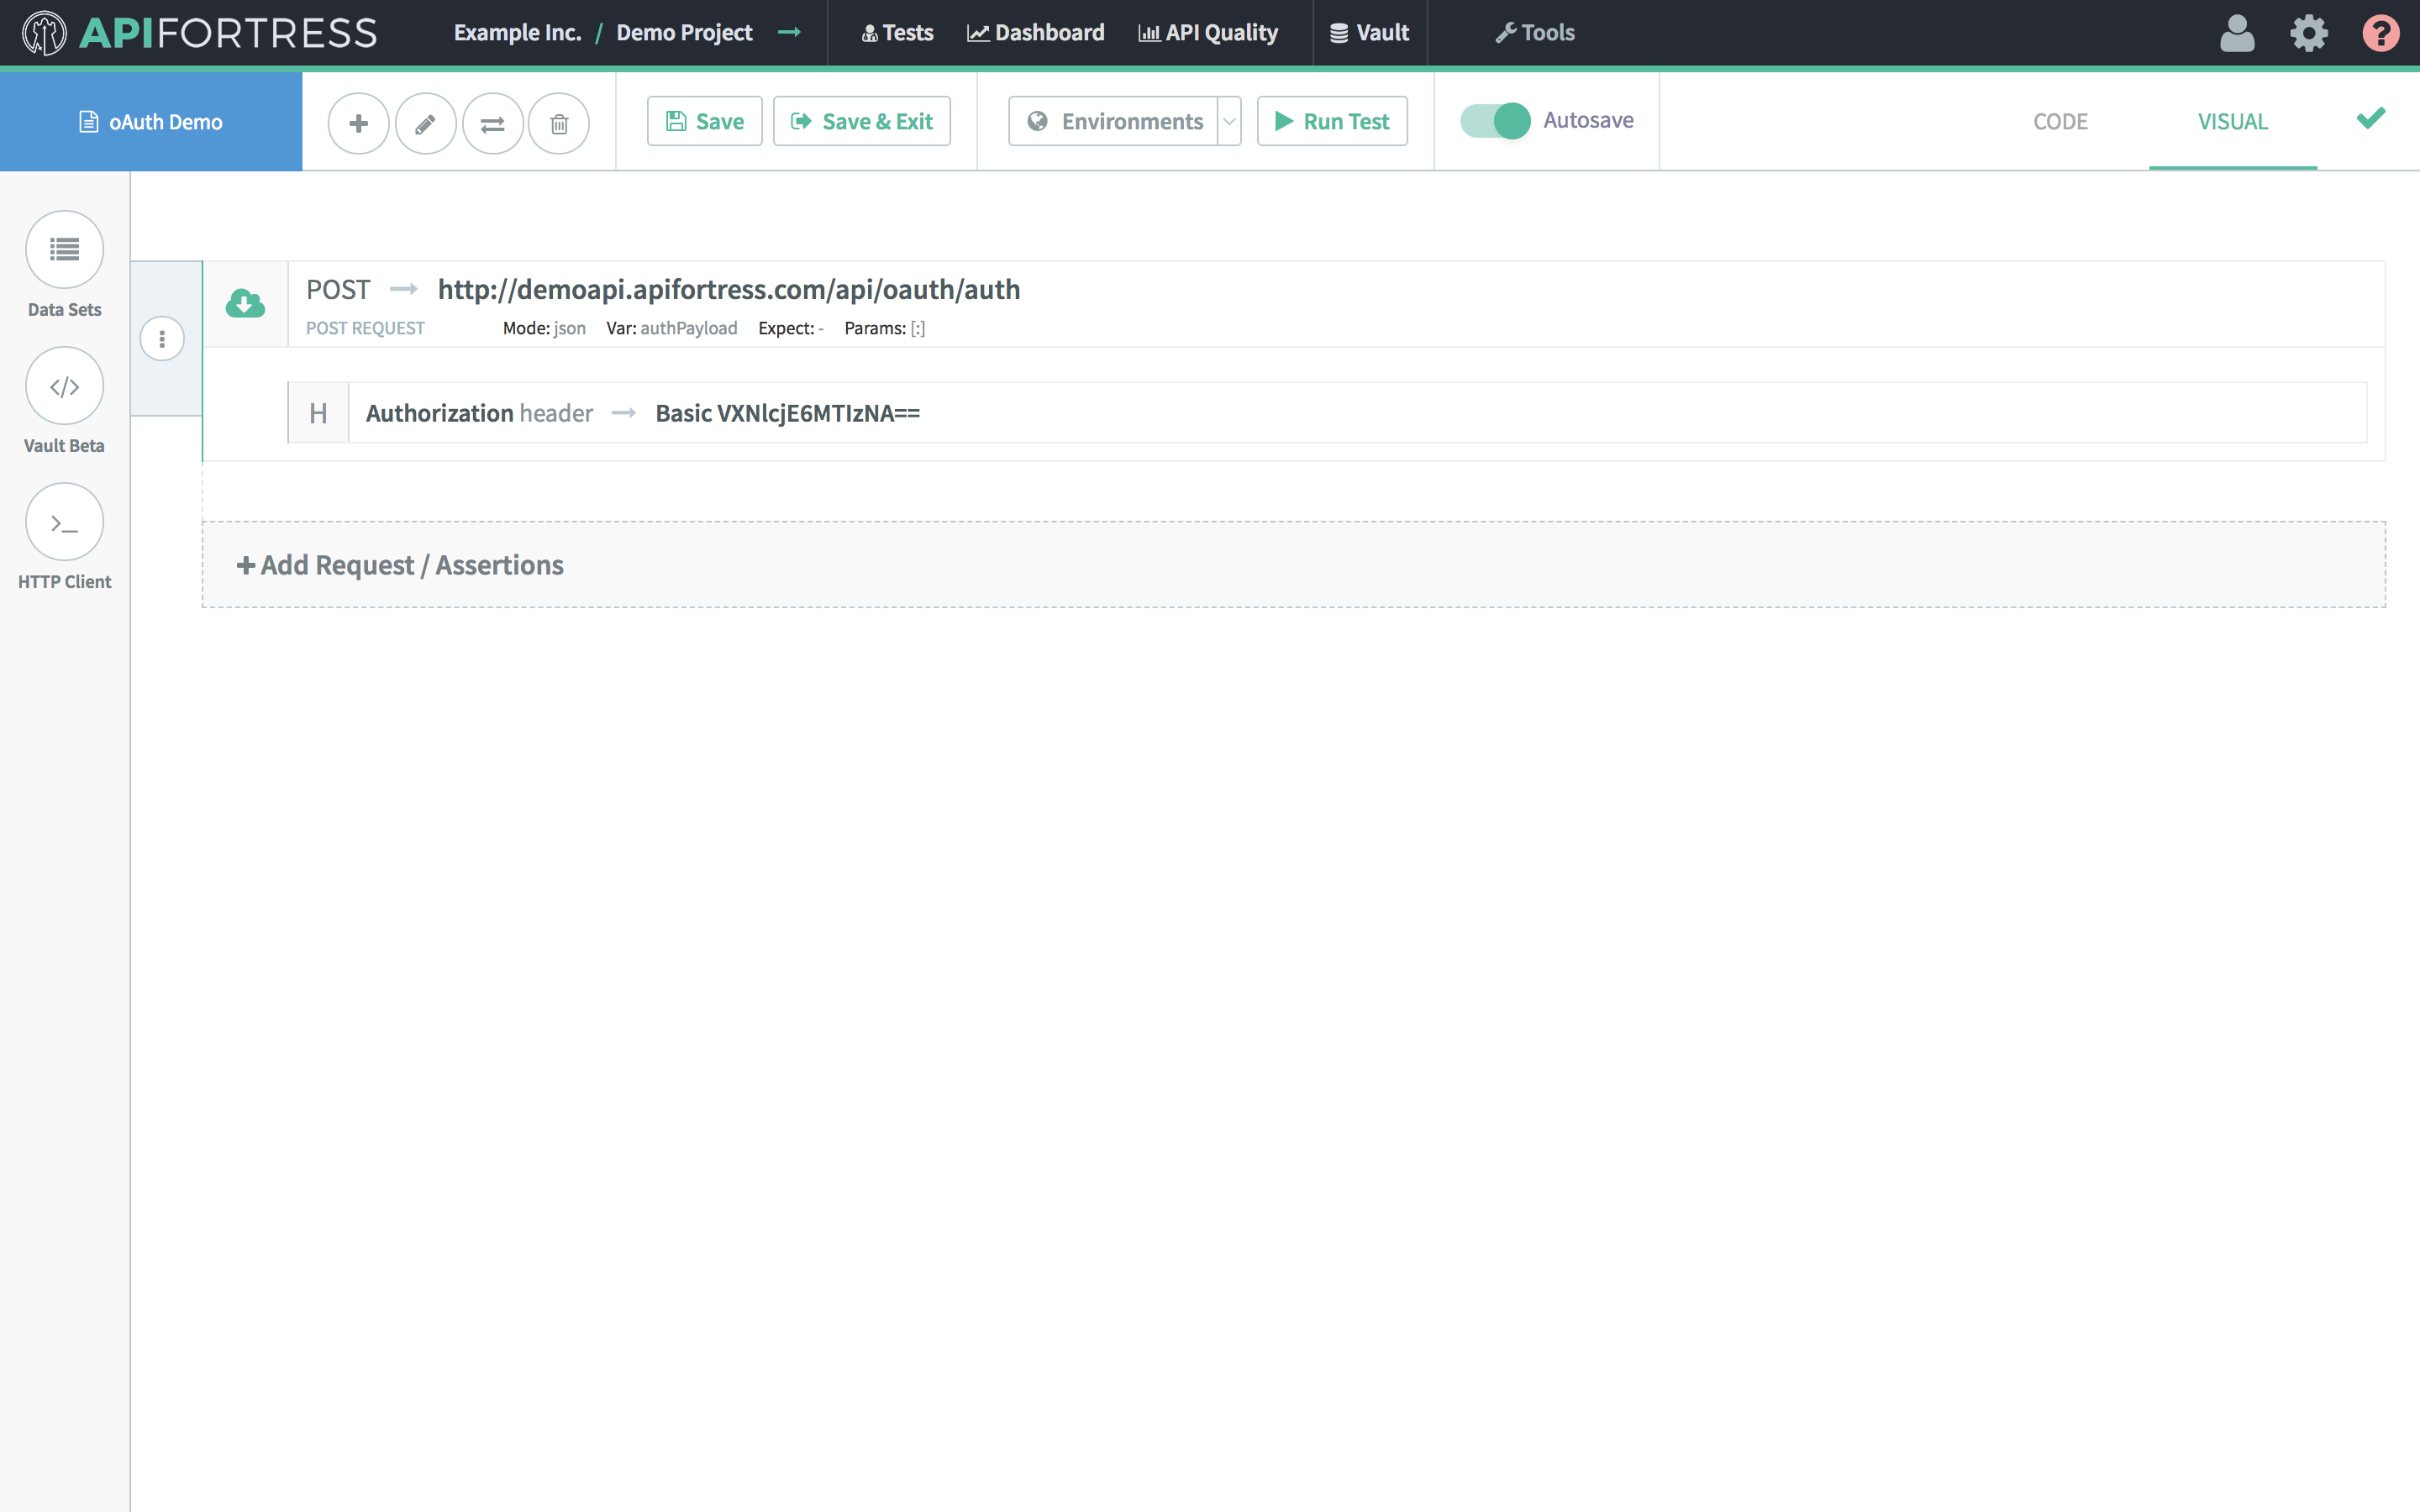 APIFORTRESS
Example Inc. / Demo Project
Tests
Dashboard
API Quality
Vault
Tools
?
oAuth Demo
Save
Save & Exit
Environments
Run Test
Autosave
CODE
VISUAL
Data Sets
Vault Beta
HTTP Client
POST http://demoapi.apifortress.com/api/oauth/auth
POST REQUEST Mode: json Var: authPayload Expect: - Params: [:]
H Authorization header Basic VXNlcjE6MTIzNA==
+ Add Request / Assertions